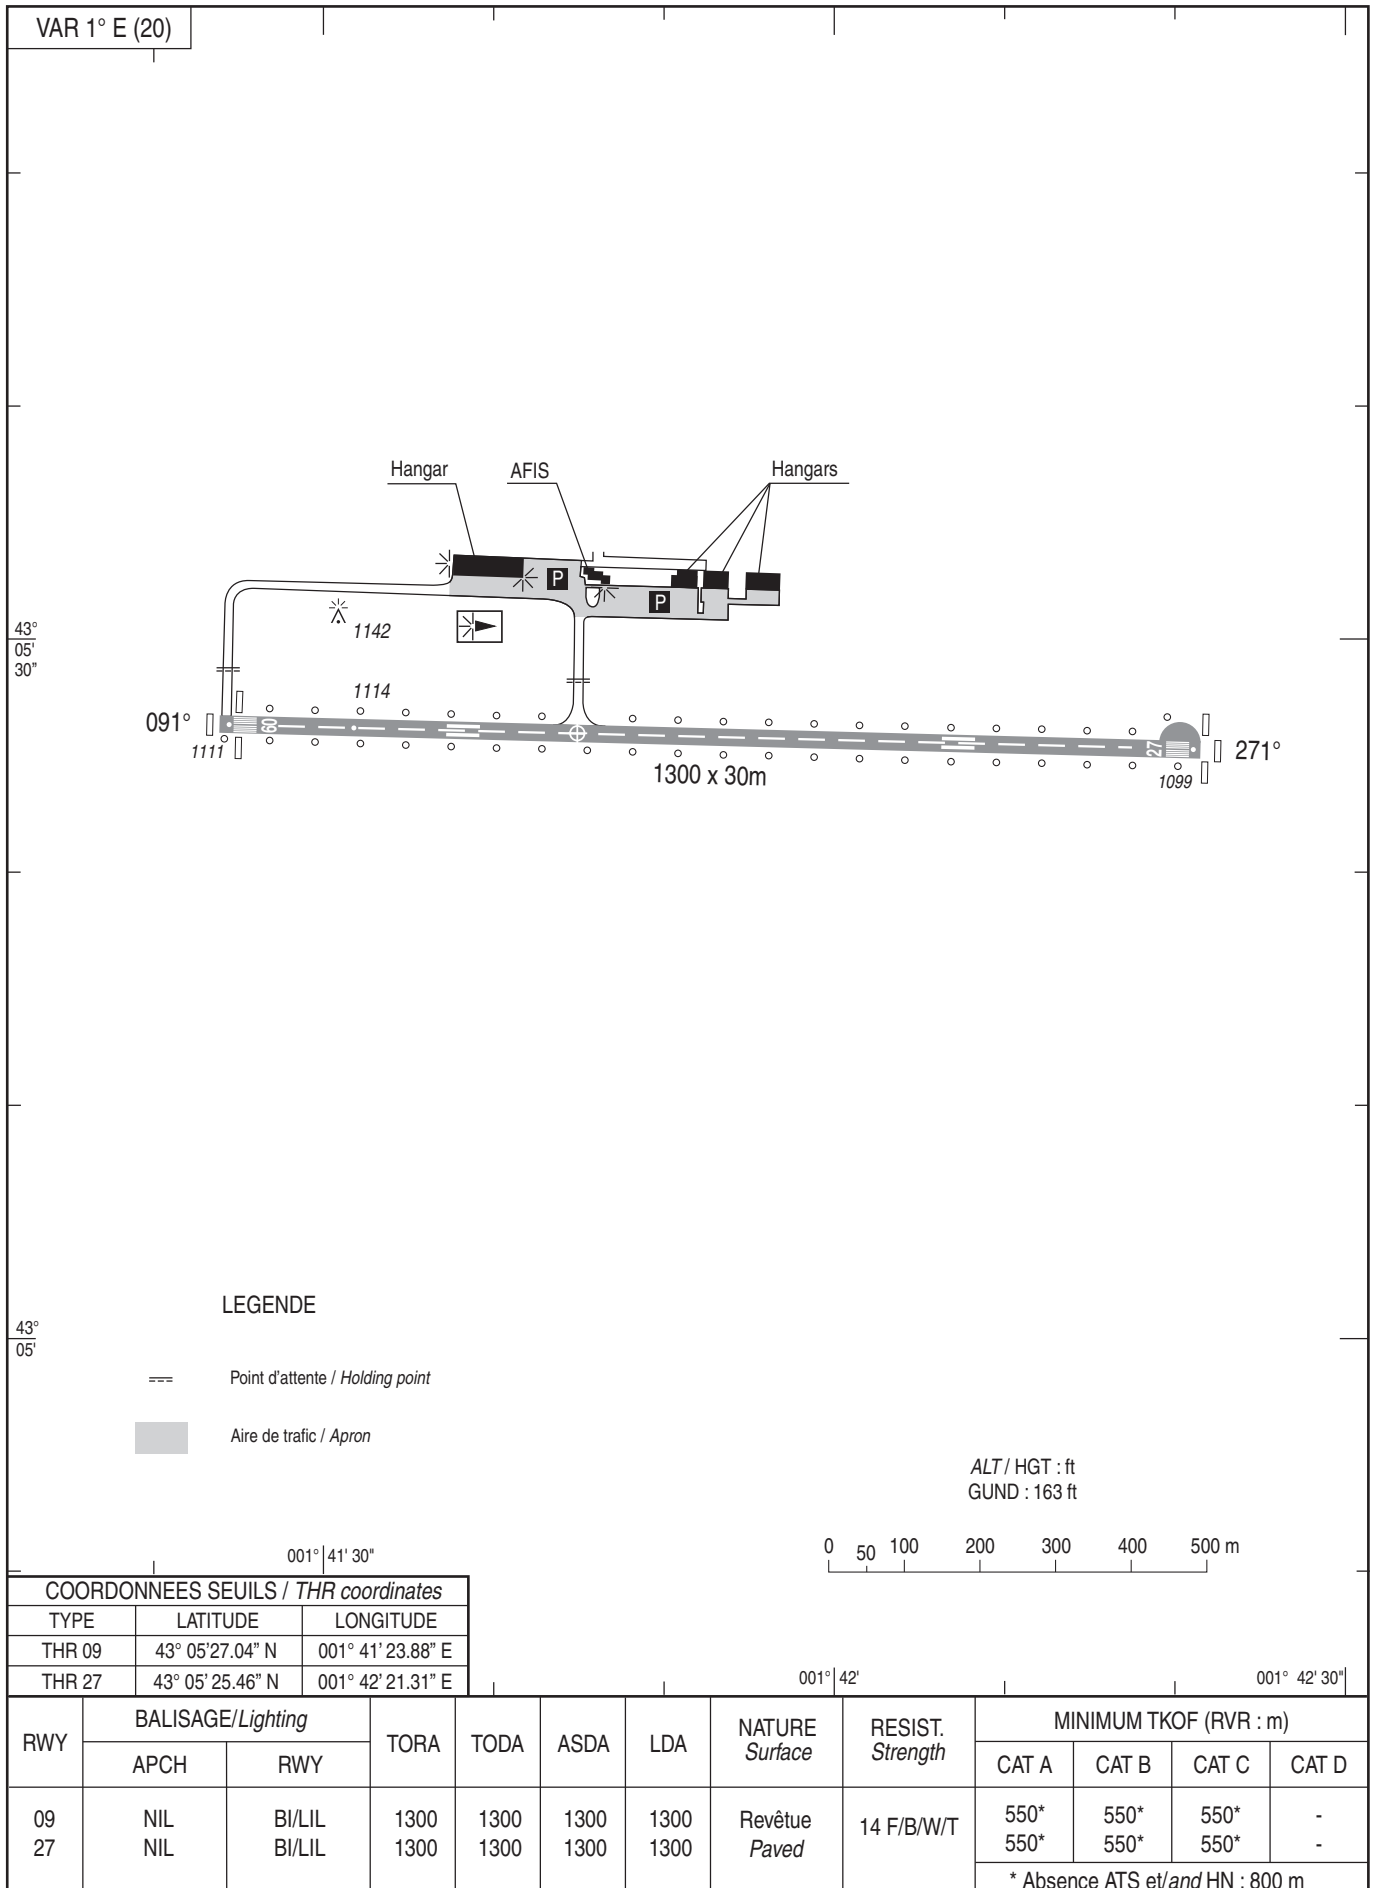 VAR 1° E (20)
Hangar
AFIS
Hangars
P
P
43°
05'
30"
1142
1114
091°
1111
09
27
271°
1099
1300 x 30m
LEGENDE
43°
05'
Point d'attente / Holding point
Aire de trafic / Apron
ALT / HGT : ft
GUND : 163 ft
0 50 100 200 300 400 500 m
001° 41' 30"
COORDONNEES SEUILS / THR coordinates
TYPE LATITUDE LONGITUDE
THR 09 43° 05'27.04" N 001° 41' 23.88" E
THR 27 43° 05' 25.46" N 001° 42' 21.31" E
001° 42'
001° 42' 30"
RWY BALISAGE/Lighting TORA TODA ASDA LDA NATURE RESIST. MINIMUM TKOF (RVR : m)
Surface Strength
APCH RWY CAT A CAT B CAT C CAT D
09 NIL BI/LIL 1300 1300 1300 1300 Revêtue 14 F/B/W/T 550* 550* 550* -
27 NIL BI/LIL 1300 1300 1300 1300 Paved 550* 550* 550* -
* Absence ATS et/and HN : 800 m